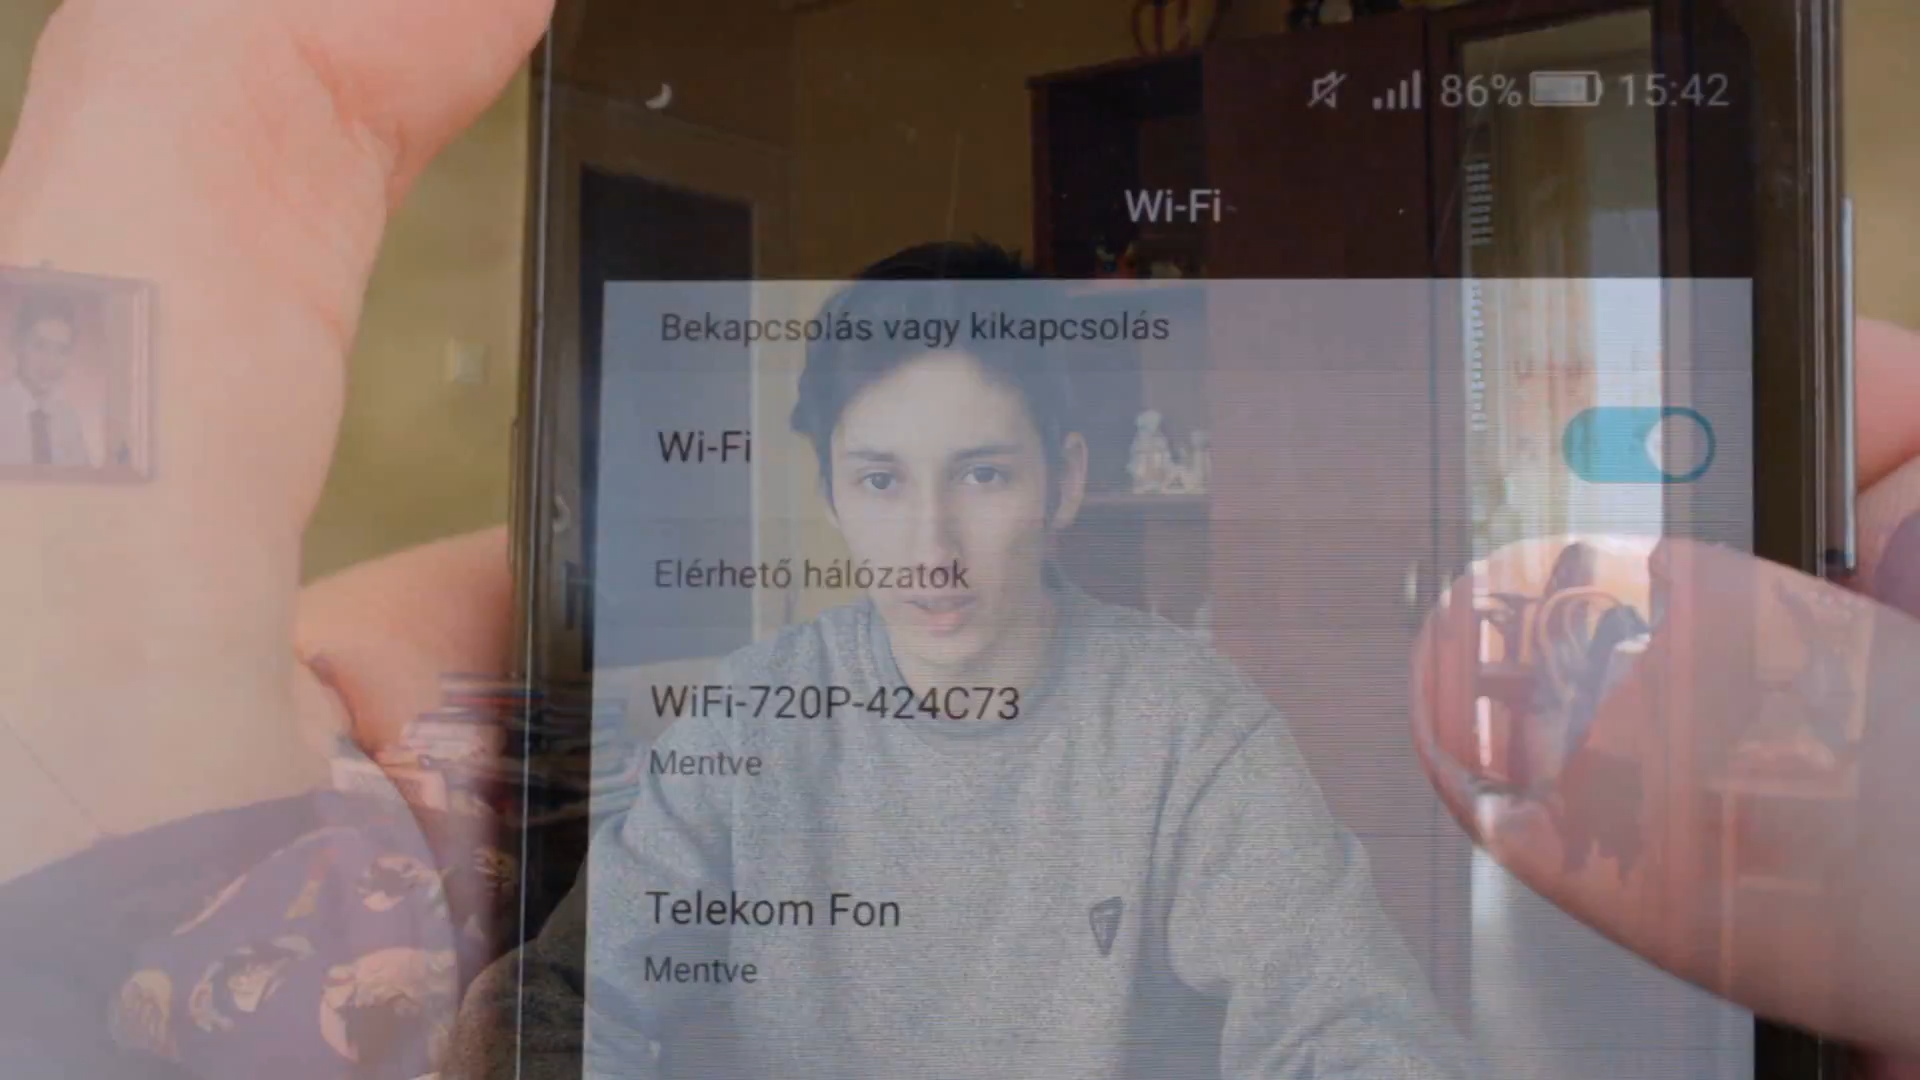 86% 15:42
Wi-Fi
Bekapcsolás vagy kikapcsolás
Wi-Fi
Elérhető hálózatok
WiFi-720P-424C73
Mentve
Telekom Fon
Mentve